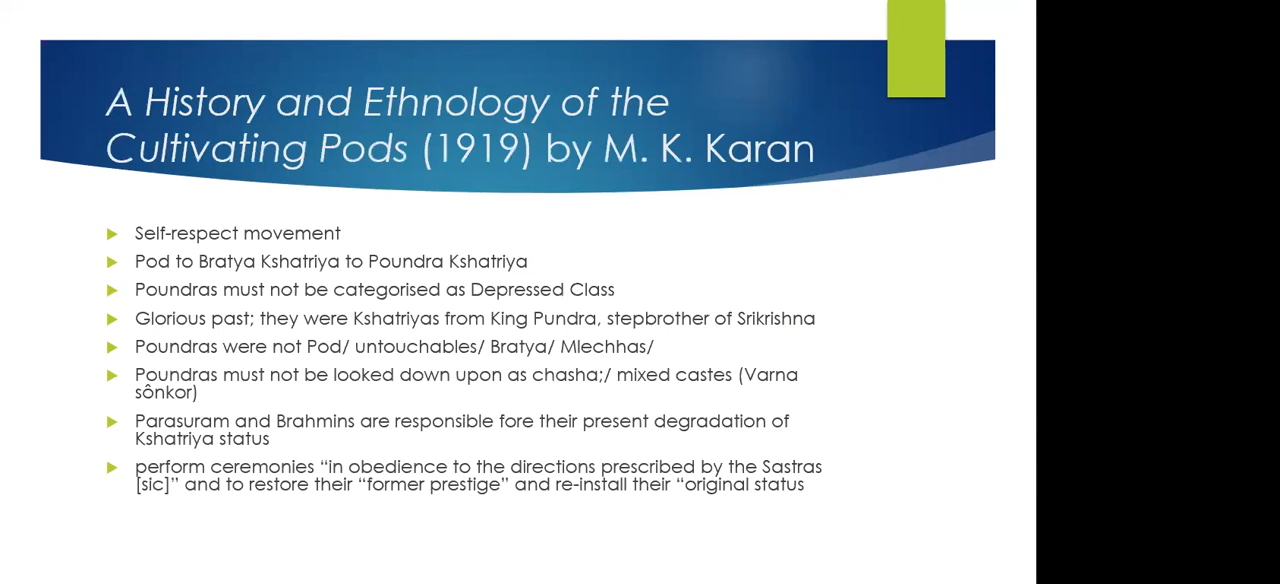 A History and Ethnology of the
Cultivating Pods (1919) by M. K. Karan
Self-respect movement
Pod to Bratya Kshatriya to Poundra Kshatriya
Poundras must not be categorised as Depressed Class
Glorious past; they were Kshatriyas from King Pundra, stepbrother of Srikrishna
Poundras were not Pod/ untouchables/ Bratya/ Mlechhas/
Poundras must not be looked down upon as chasha;/ mixed castes (Varna
sônkor)
Parasuram and Brahmins are responsible fore their present degradation of
Kshatriya status
perform ceremonies “in obedience to the directions prescribed by the Sastras
[sic]” and to restore their “former prestige” and re-install their “original status